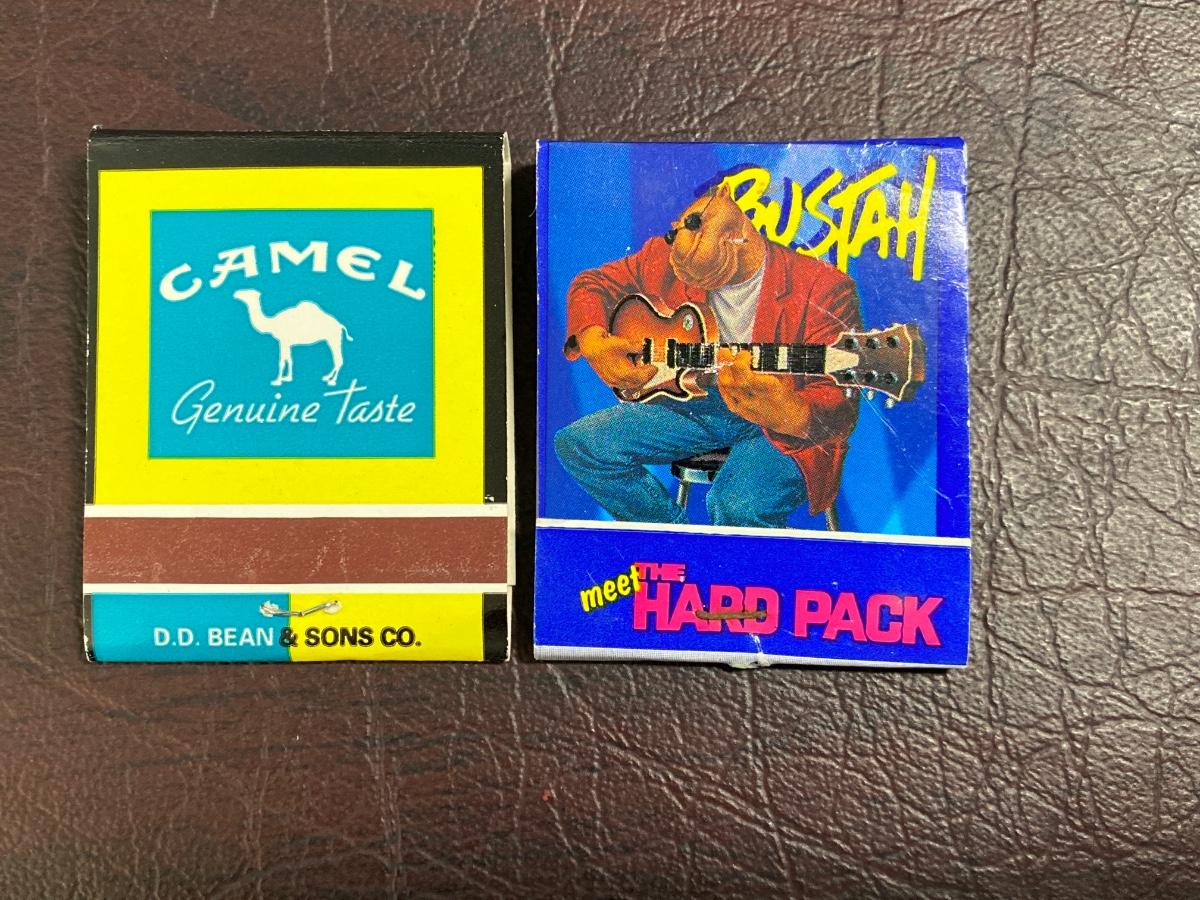 CAMEL
Genuine Taste
D.D. BEAN & SONS CO.
BUSTAH
meet THE
HARD PACK